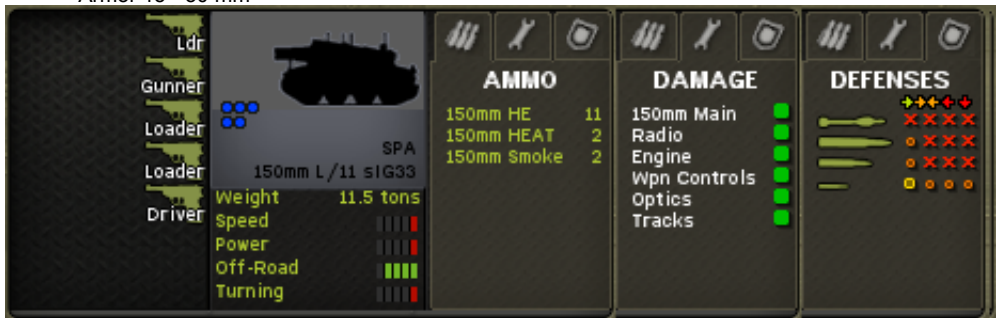 Ldr
Gunner
Loader
Loader
Driver
SPA
150mm L/11 sIG33
Weight 11.5 tons
Speed
Power
Off-Road
Turning
AMMO
150mm HE 11
150mm HEAT 2
150mm Smoke 2
DAMAGE
150mm Main
Radio
Engine
Wpn Controls
Optics
Tracks
DEFENSES